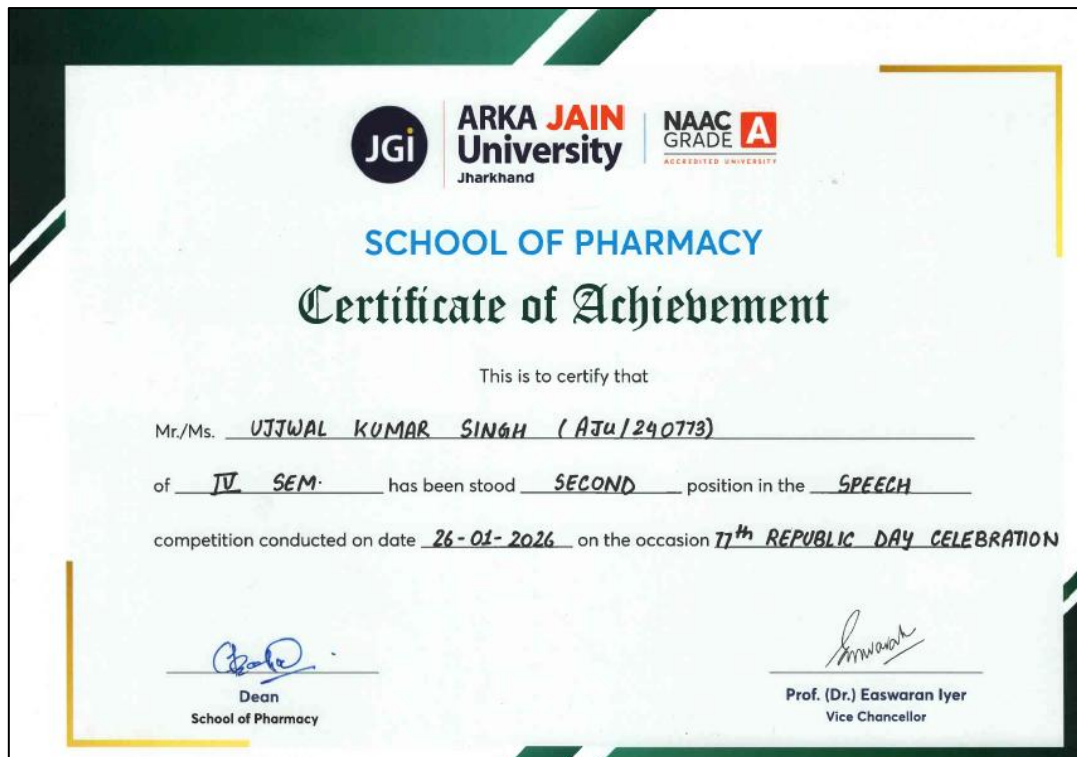 JGi
ARKA JAIN
University
Jharkhand
NAAC
GRADE A
ACCREDITED UNIVERSITY
SCHOOL OF PHARMACY
Certificate of Achievement
This is to certify that
Mr./Ms. UJJWAL KUMAR SINGH (AJU/240773)
of IV SEM. has been stood SECOND position in the SPEECH
competition conducted on date 26-01-2026 on the occasion 77th REPUBLIC DAY CELEBRATION
Dean
School of Pharmacy
Prof. (Dr.) Easwaran Iyer
Vice Chancellor